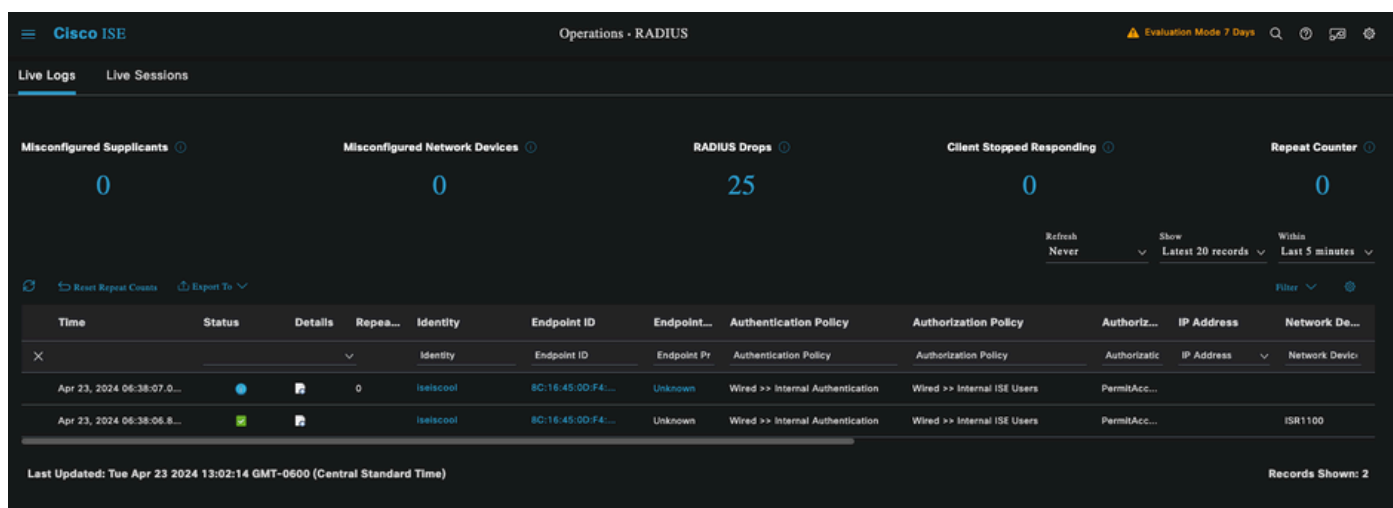 Cisco ISE
Operations · RADIUS
Evaluation Mode 7 Days
Live Logs Live Sessions
Misconfigured Supplicants Misconfigured Network Devices RADIUS Drops Client Stopped Responding Repeat Counter
0 0 25 0 0
Refresh Show Within
Never Latest 20 records Last 5 minutes
Reset Repeat Counts Export To Filter
Time Status Details Repea... Identity Endpoint ID Endpoint... Authentication Policy Authorization Policy Authoriz... IP Address Network De...
Identity Endpoint ID Endpoint Pr Authentication Policy Authorization Policy Authorizatic IP Address Network Devic
Apr 23, 2024 06:38:07.0... 0 iseiscool 8C:16:45:0D:F4:... Unknown Wired >> Internal Authentication Wired >> Internal ISE Users PermitAcc...
Apr 23, 2024 06:38:06.8... iseiscool 8C:16:45:0D:F4:... Unknown Wired >> Internal Authentication Wired >> Internal ISE Users PermitAcc... ISR1100
Last Updated: Tue Apr 23 2024 13:02:14 GMT-0600 (Central Standard Time) Records Shown: 2